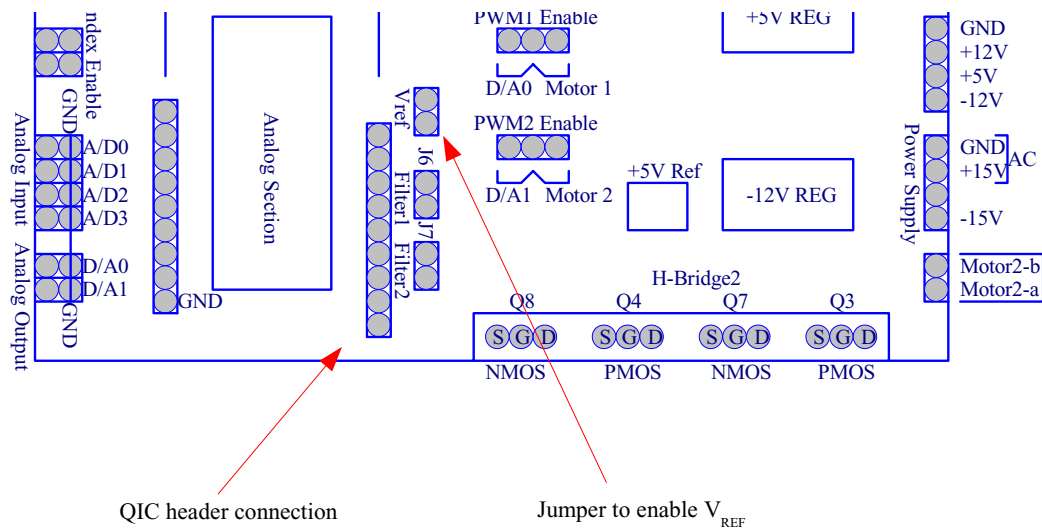 PWM1 Enable
+5V REG
GND
+12V
+5V
-12V
ndex Enable
D/A0 Motor 1
Vref
GND
PWM2 Enable
J6
Analog Input
A/D0
A/D1
A/D2
A/D3
Analog Section
Filter1
D/A1 Motor 2
+5V Ref
-12V REG
Power Supply
GND
+15V
AC
-15V
J7
Filter2
Analog Output
D/A0
D/A1
GND
GND
H-Bridge2
Motor2-b
Motor2-a
Q8 Q4 Q7 Q3
S G D S G D S G D S G D
NMOS PMOS NMOS PMOS
QIC header connection
Jumper to enable VREF